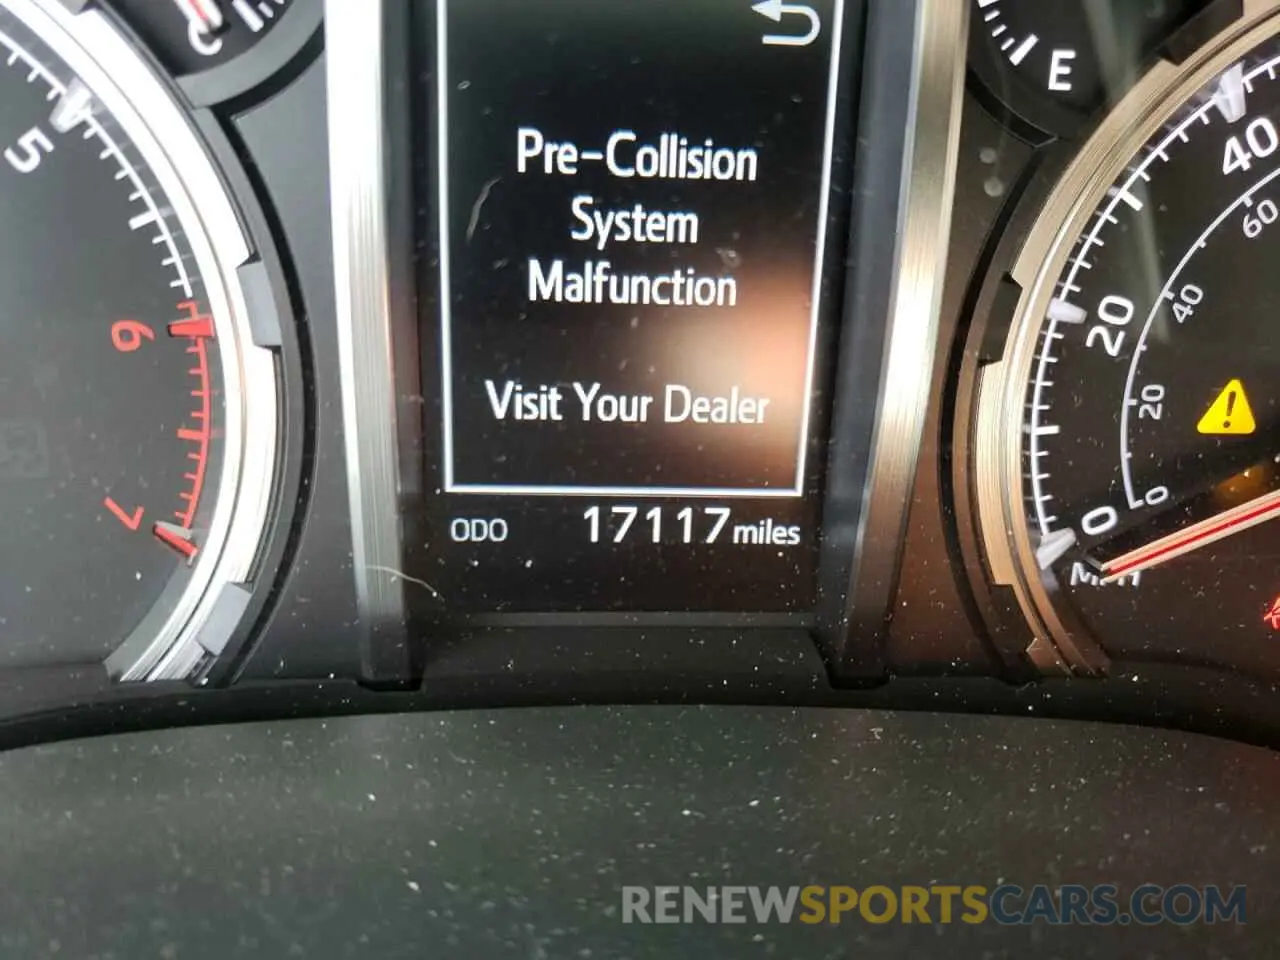 Pre-Collision
System
Malfunction
Visit Your Dealer
ODO 17117 miles
5
6
7
E
40
20
0
60
40
20
0
MPH
RENEWSPORTSCARS.COM